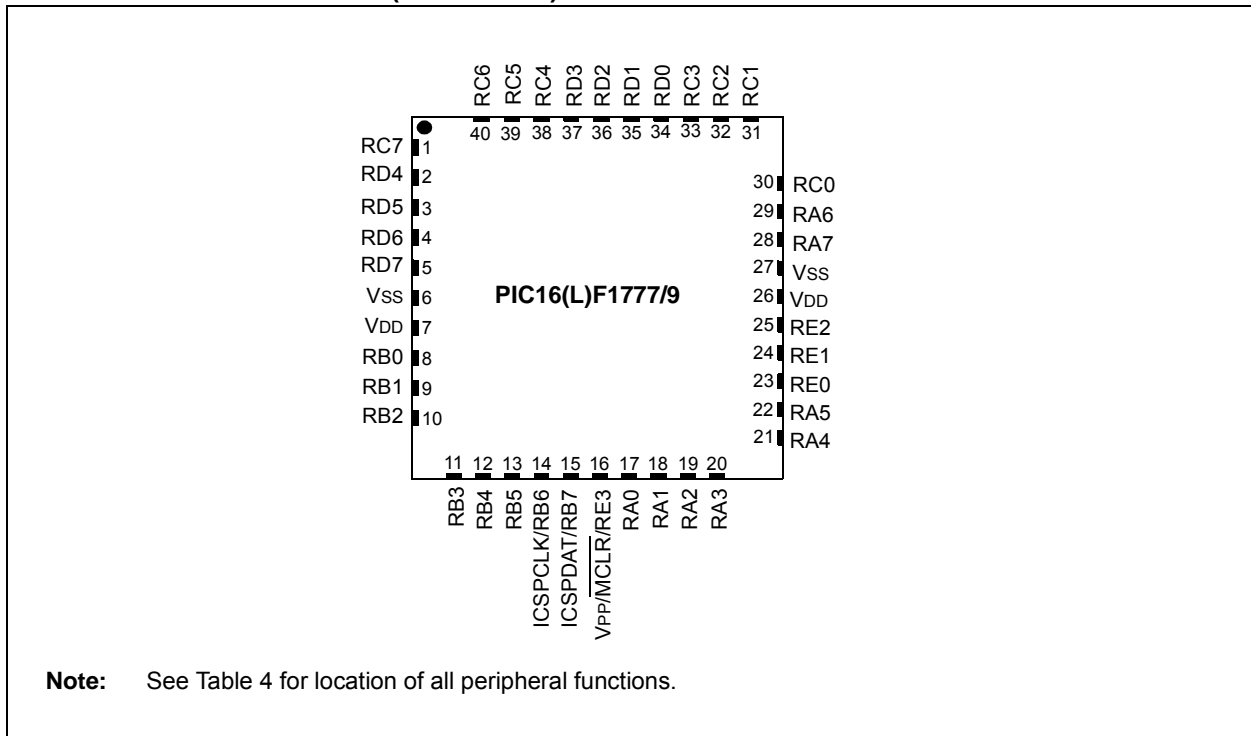 RC6
RC5
RC4
RD3
RD2
RD1
RD0
RC3
RC2
RC1
40 39 38 37 36 35 34 33 32 31
RC7 1
RD4 2
RD5 3
RD6 4
RD7 5
VSS 6
VDD 7
RB0 8
RB1 9
RB2 10
PIC16(L)F1777/9
30 RC0
29 RA6
28 RA7
27 VSS
26 VDD
25 RE2
24 RE1
23 RE0
22 RA5
21 RA4
11 12 13 14 15 16 17 18 19 20
RB3
RB4
RB5
ICSPCLK/RB6
ICSPDAT/RB7
VPP/MCLR/RE3
RA0
RA1
RA2
RA3
Note: See Table 4 for location of all peripheral functions.